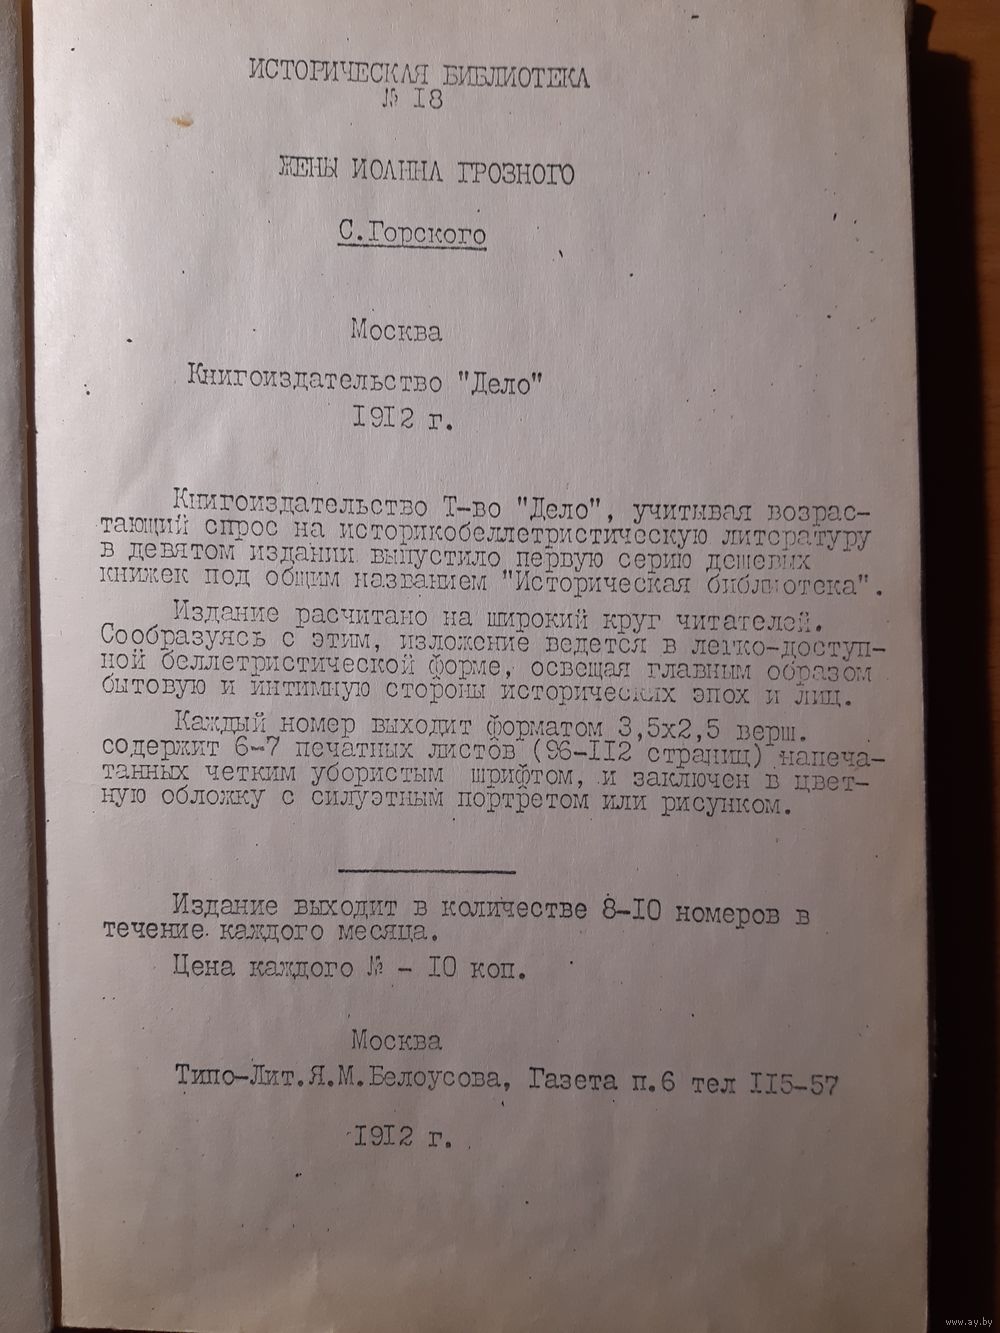 ИСТОРИЧЕСКАЯ БИБЛИОТЕКА
№ 18
ЖЕНЫ ИОАННА ГРОЗНОГО
С.Горского
Москва
Книгоиздательство "Дело"
1912 г.
Книгоиздательство Т-во "Дело", учитывая возрас-
тающий спрос на историкобеллетристическую литературу
в девятом издании выпустило первую серию дешевых
книжек под общим названием "Историческая библиотека".
Издание расчитано на широкий круг читателей.
Сообразуясь с этим, изложение ведется в легко-доступ-
ной беллетристической форме, освещая главным образом
бытовую и интимную стороны исторических эпох и лиц.
Каждый номер выходит форматом 3,5x2,5 верш.
содержит 6-7 печатных листов (96-112 страниц) напеча-
танных четким убористым шрифтом, и заключен в цвет-
ную обложку с силуэтным портретом или рисунком.
Издание выходит в количестве 8-10 номеров в
течение каждого месяца.
Цена каждого № - 10 коп.
Москва
Типо-Лит.Я.М.Белоусова, Газета п.6 тел 115-57
1912 г.
www.ay.by